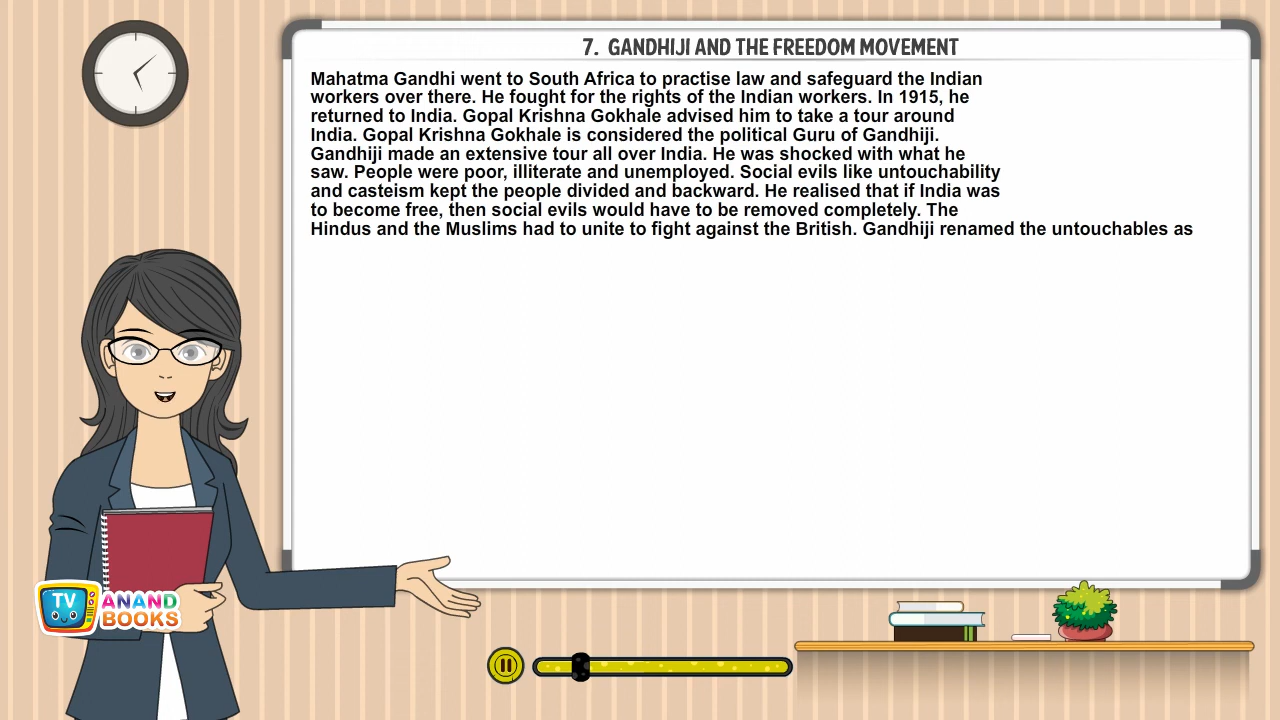 7. GANDHIJI AND THE FREEDOM MOVEMENT
Mahatma Gandhi went to South Africa to practise law and safeguard the Indian
workers over there. He fought for the rights of the Indian workers. In 1915, he
returned to India. Gopal Krishna Gokhale advised him to take a tour around
India. Gopal Krishna Gokhale is considered the political Guru of Gandhiji.
Gandhiji made an extensive tour all over India. He was shocked with what he
saw. People were poor, illiterate and unemployed. Social evils like untouchability
and casteism kept the people divided and backward. He realised that if India was
to become free, then social evils would have to be removed completely. The
Hindus and the Muslims had to unite to fight against the British. Gandhiji renamed the untouchables as
TV
ANAND
BOOKS